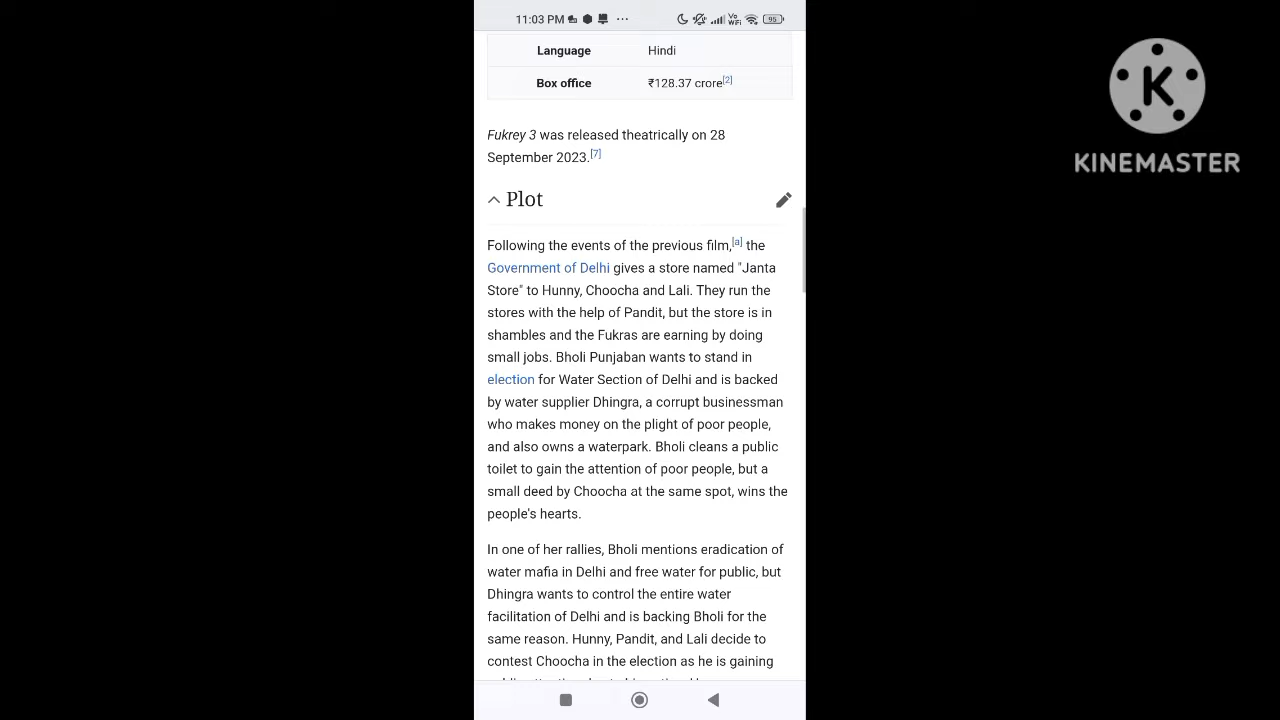 11:03 PM
Vo
WiFi
95
Language Hindi
Box office ₹128.37 crore[2]
Fukrey 3 was released theatrically on 28
September 2023.[7]
Plot
Following the events of the previous film,[a] the
Government of Delhi gives a store named "Janta
Store" to Hunny, Choocha and Lali. They run the
stores with the help of Pandit, but the store is in
shambles and the Fukras are earning by doing
small jobs. Bholi Punjaban wants to stand in
election for Water Section of Delhi and is backed
by water supplier Dhingra, a corrupt businessman
who makes money on the plight of poor people,
and also owns a waterpark. Bholi cleans a public
toilet to gain the attention of poor people, but a
small deed by Choocha at the same spot, wins the
people's hearts.
In one of her rallies, Bholi mentions eradication of
water mafia in Delhi and free water for public, but
Dhingra wants to control the entire water
facilitation of Delhi and is backing Bholi for the
same reason. Hunny, Pandit, and Lali decide to
contest Choocha in the election as he is gaining
K
KINEMASTER